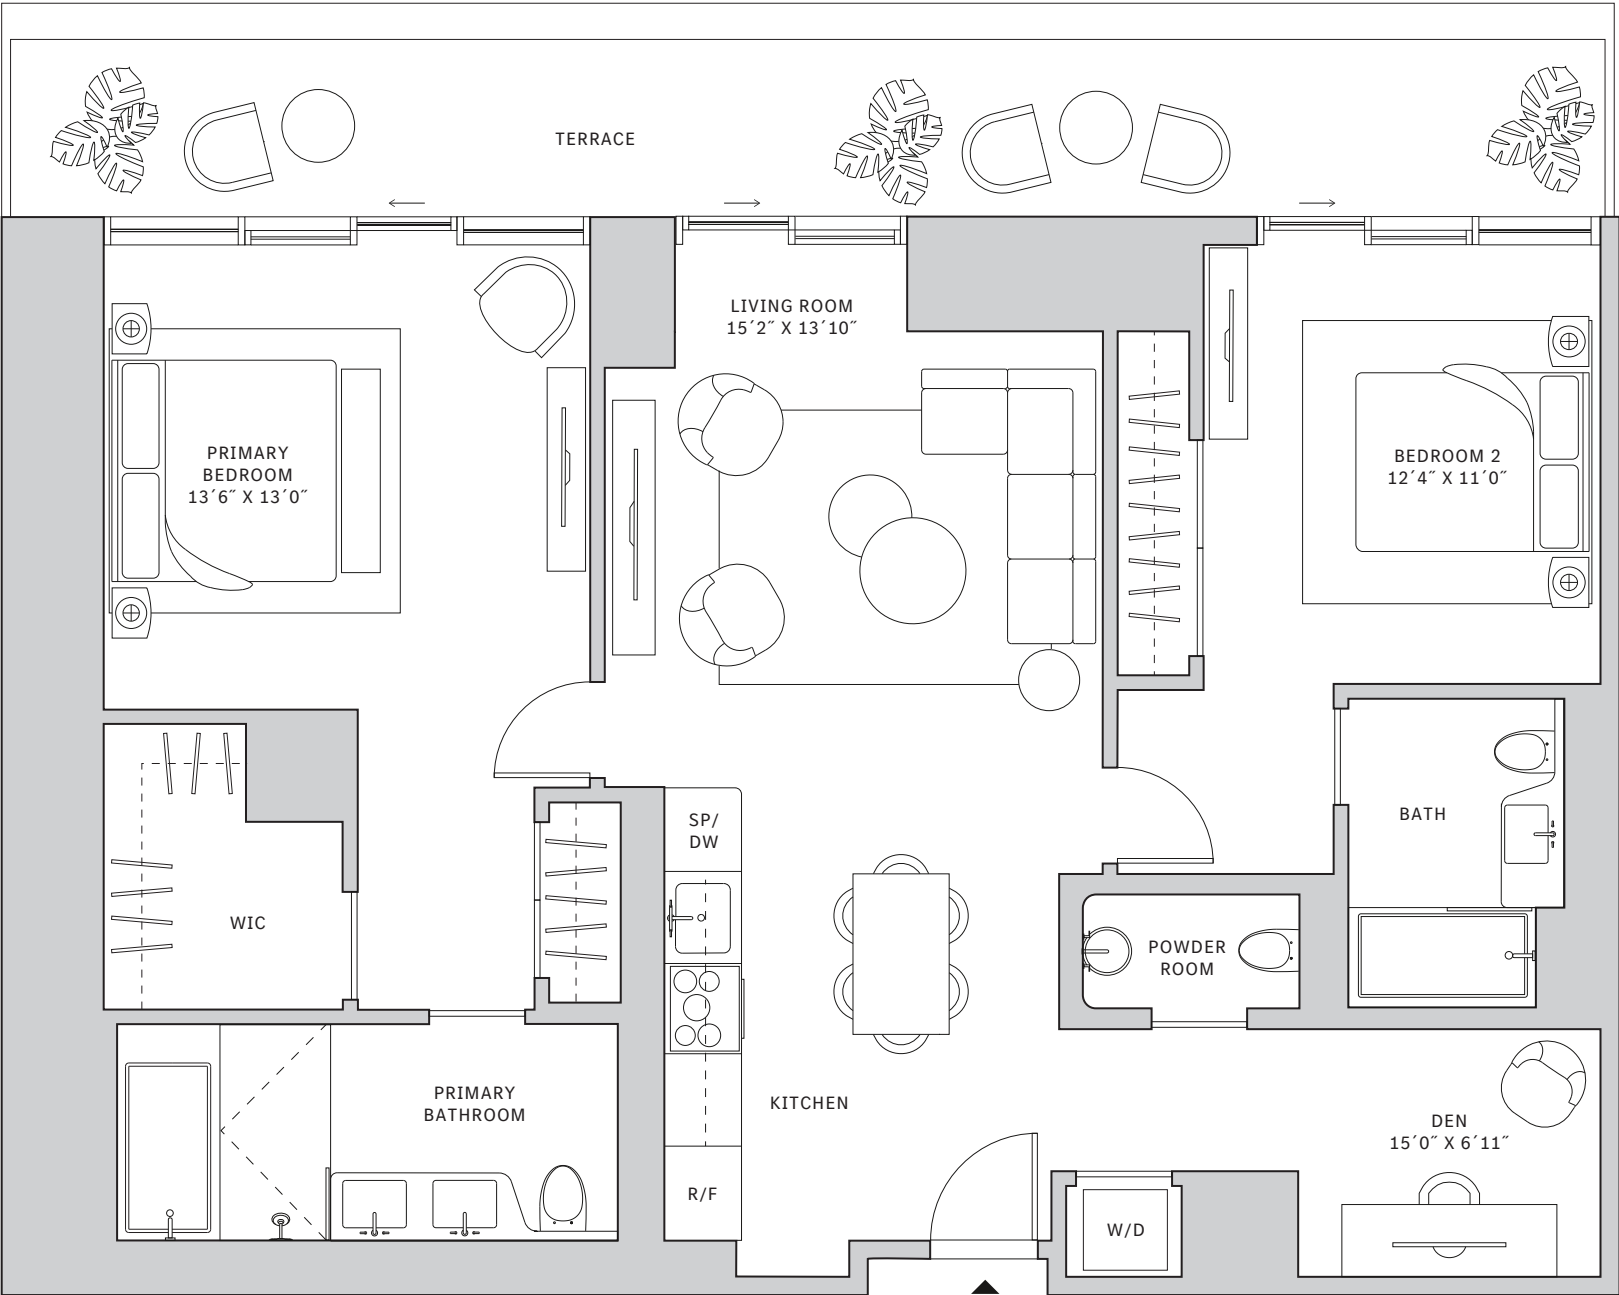 TERRACE
LIVING ROOM
15´2˝ X 13´10˝
PRIMARY
BEDROOM
13´6˝ X 13´0˝
BEDROOM 2
12´4˝ X 11´0˝
SP/
DW
BATH
WIC
POWDER
ROOM
PRIMARY
BATHROOM
KITCHEN
DEN
15´0˝ X 6´11˝
R/F
W/D